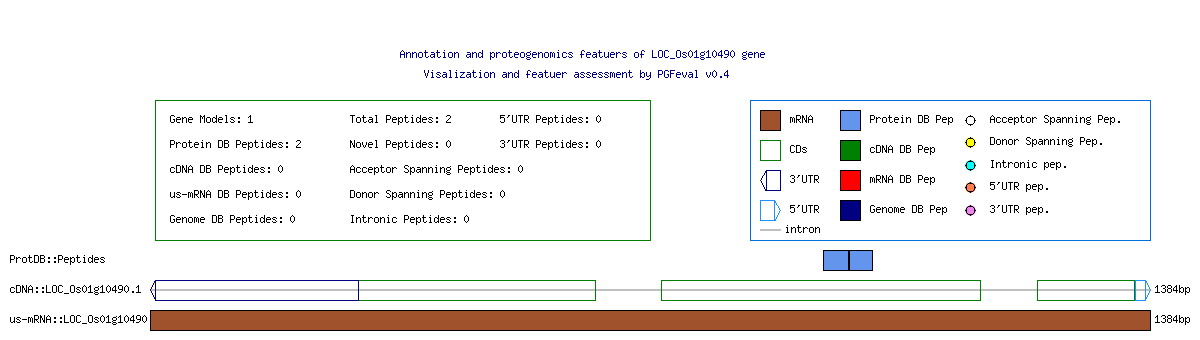 Annotation and proteogenomics featuers of LOC_Os01g10490 gene
Visalization and featuer assessment by PGFeval v0.4
Gene Models: 1 Total Peptides: 2 5'UTR Peptides: 0
Protein DB Peptides: 2 Novel Peptides: 0 3'UTR Peptides: 0
cDNA DB Peptides: 0 Acceptor Spanning Peptides: 0
us-mRNA DB Peptides: 0 Donor Spanning Peptides: 0
Genome DB Peptides: 0 Intronic Peptides: 0
mRNA Protein DB Pep Acceptor Spanning Pep.
CDs cDNA DB Pep Donor Spanning Pep.
3'UTR mRNA DB Pep Intronic pep.
5'UTR Genome DB Pep 5'UTR pep.
intron 3'UTR pep.
ProtDB::Peptides
cDNA::LOC_Os01g10490.1 1384bp
us-mRNA::LOC_Os01g10490 1384bp